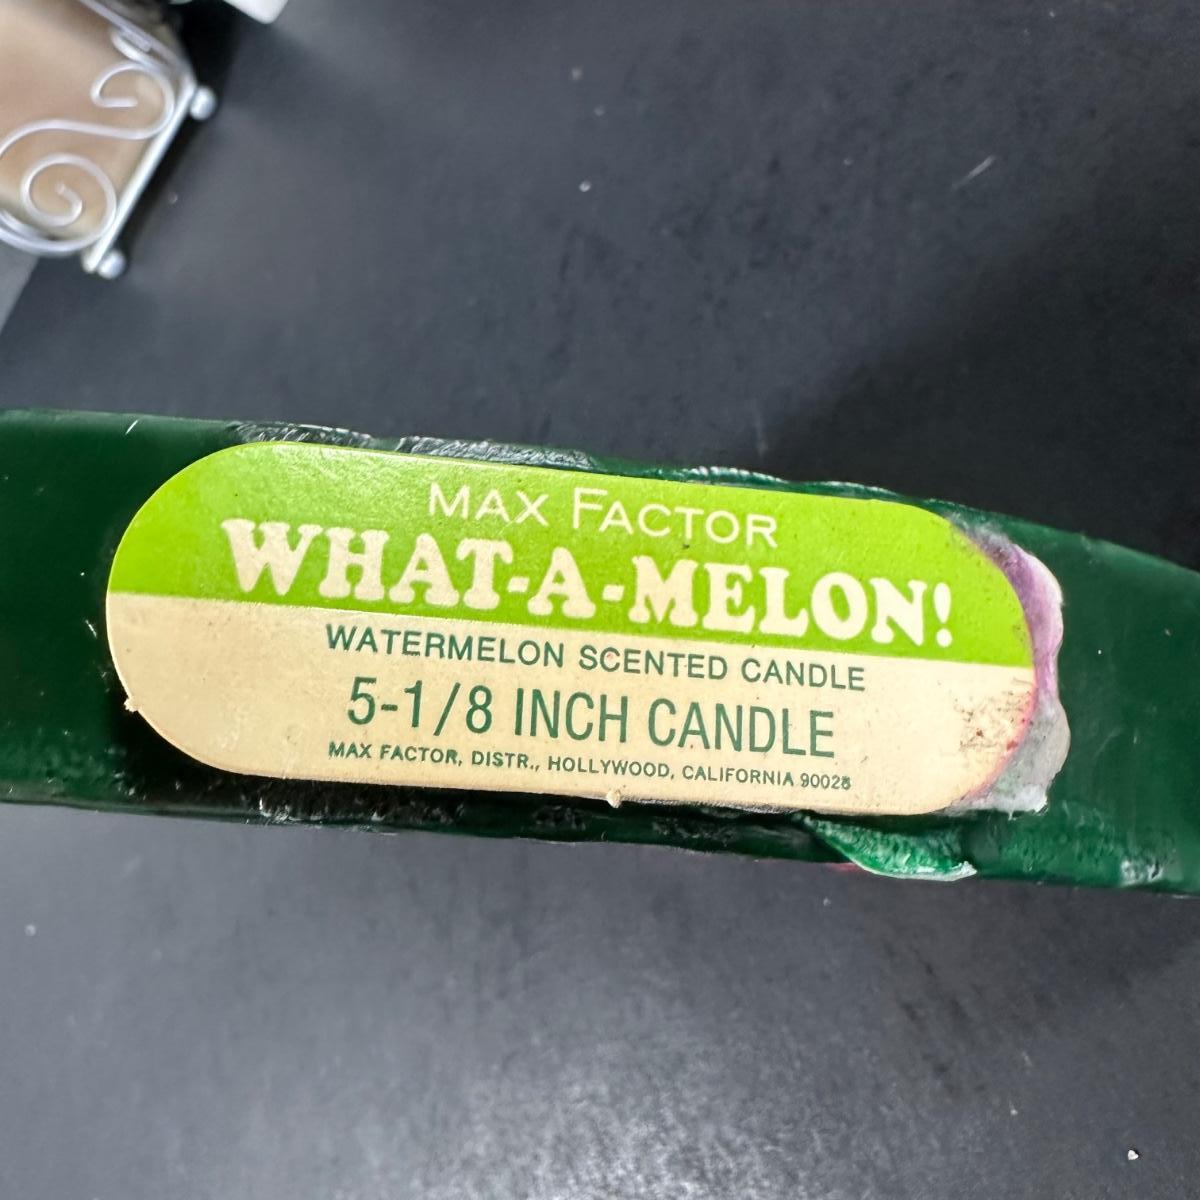 MAX FACTOR
WHAT-A-MELON!
WATERMELON SCENTED CANDLE
5-1/8 INCH CANDLE
MAX FACTOR, DISTR., HOLLYWOOD, CALIFORNIA 90028